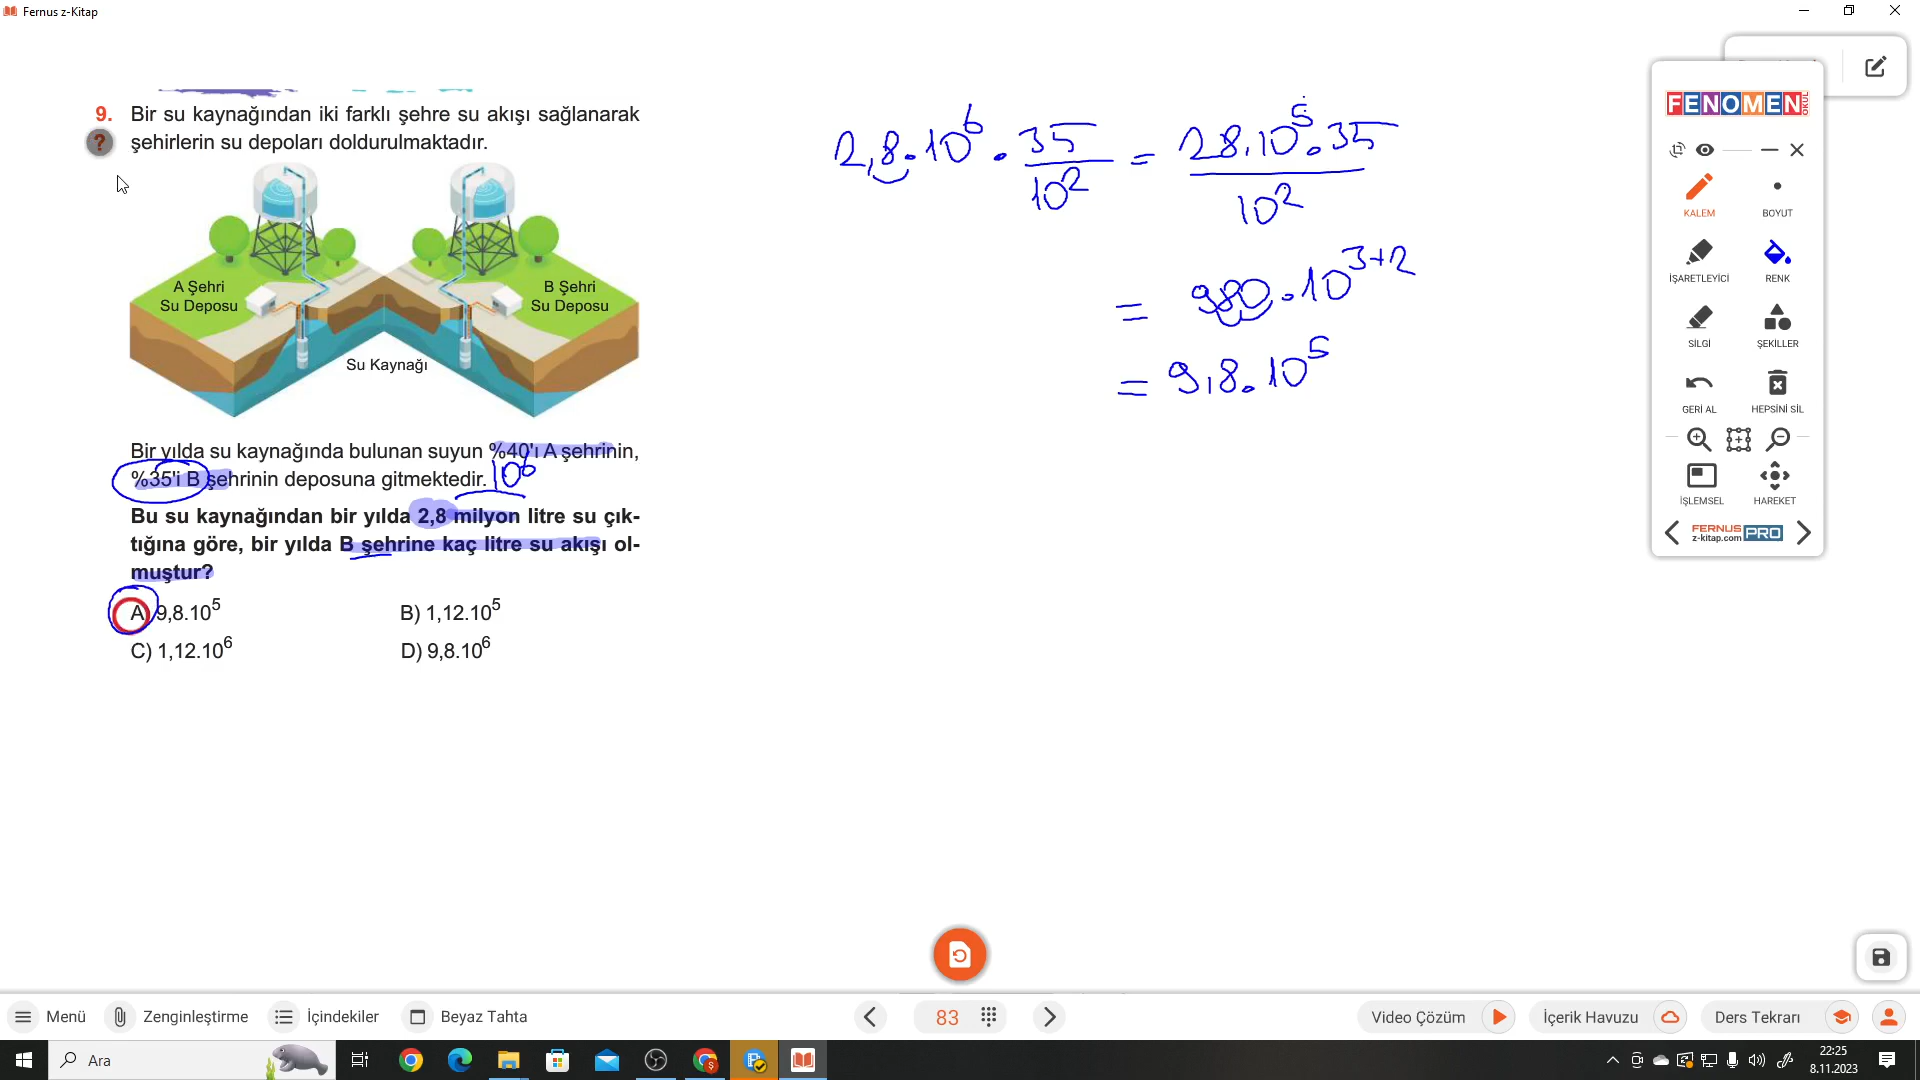 Fernus z-Kitap
9. Bir su kaynağından iki farklı şehre su akışı sağlanarak
? şehirlerin su depoları doldurulmaktadır.
A Şehri
Su Deposu
B Şehri
Su Deposu
Su Kaynağı
Bir yılda su kaynağında bulunan suyun %40'ı A şehrinin,
%35'i B şehrinin deposuna gitmektedir.
10^6
Bu su kaynağından bir yılda 2,8 milyon litre su çık-
tığına göre, bir yılda B şehrine kaç litre su akışı ol-
muştur?
A) 9,8.10^5 B) 1,12.10^5
C) 1,12.10^6 D) 9,8.10^6
2,8.10^6 . 35/10^2 = 28.10^5.35/10^2
= 980.10^(3+2)
= 9,8.10^5
FENOMEN OKUL
KALEM BOYUT
İŞARETLEYİCİ RENK
SİLGİ ŞEKİLLER
GERİ AL HEPSİNİ SİL
İŞLEMSEL HAREKET
FERNUS
z-kitap.com PRO
Menü Zenginleştirme İçindekiler Beyaz Tahta 83 Video Çözüm İçerik Havuzu Ders Tekrarı
Ara
22:25
8.11.2023